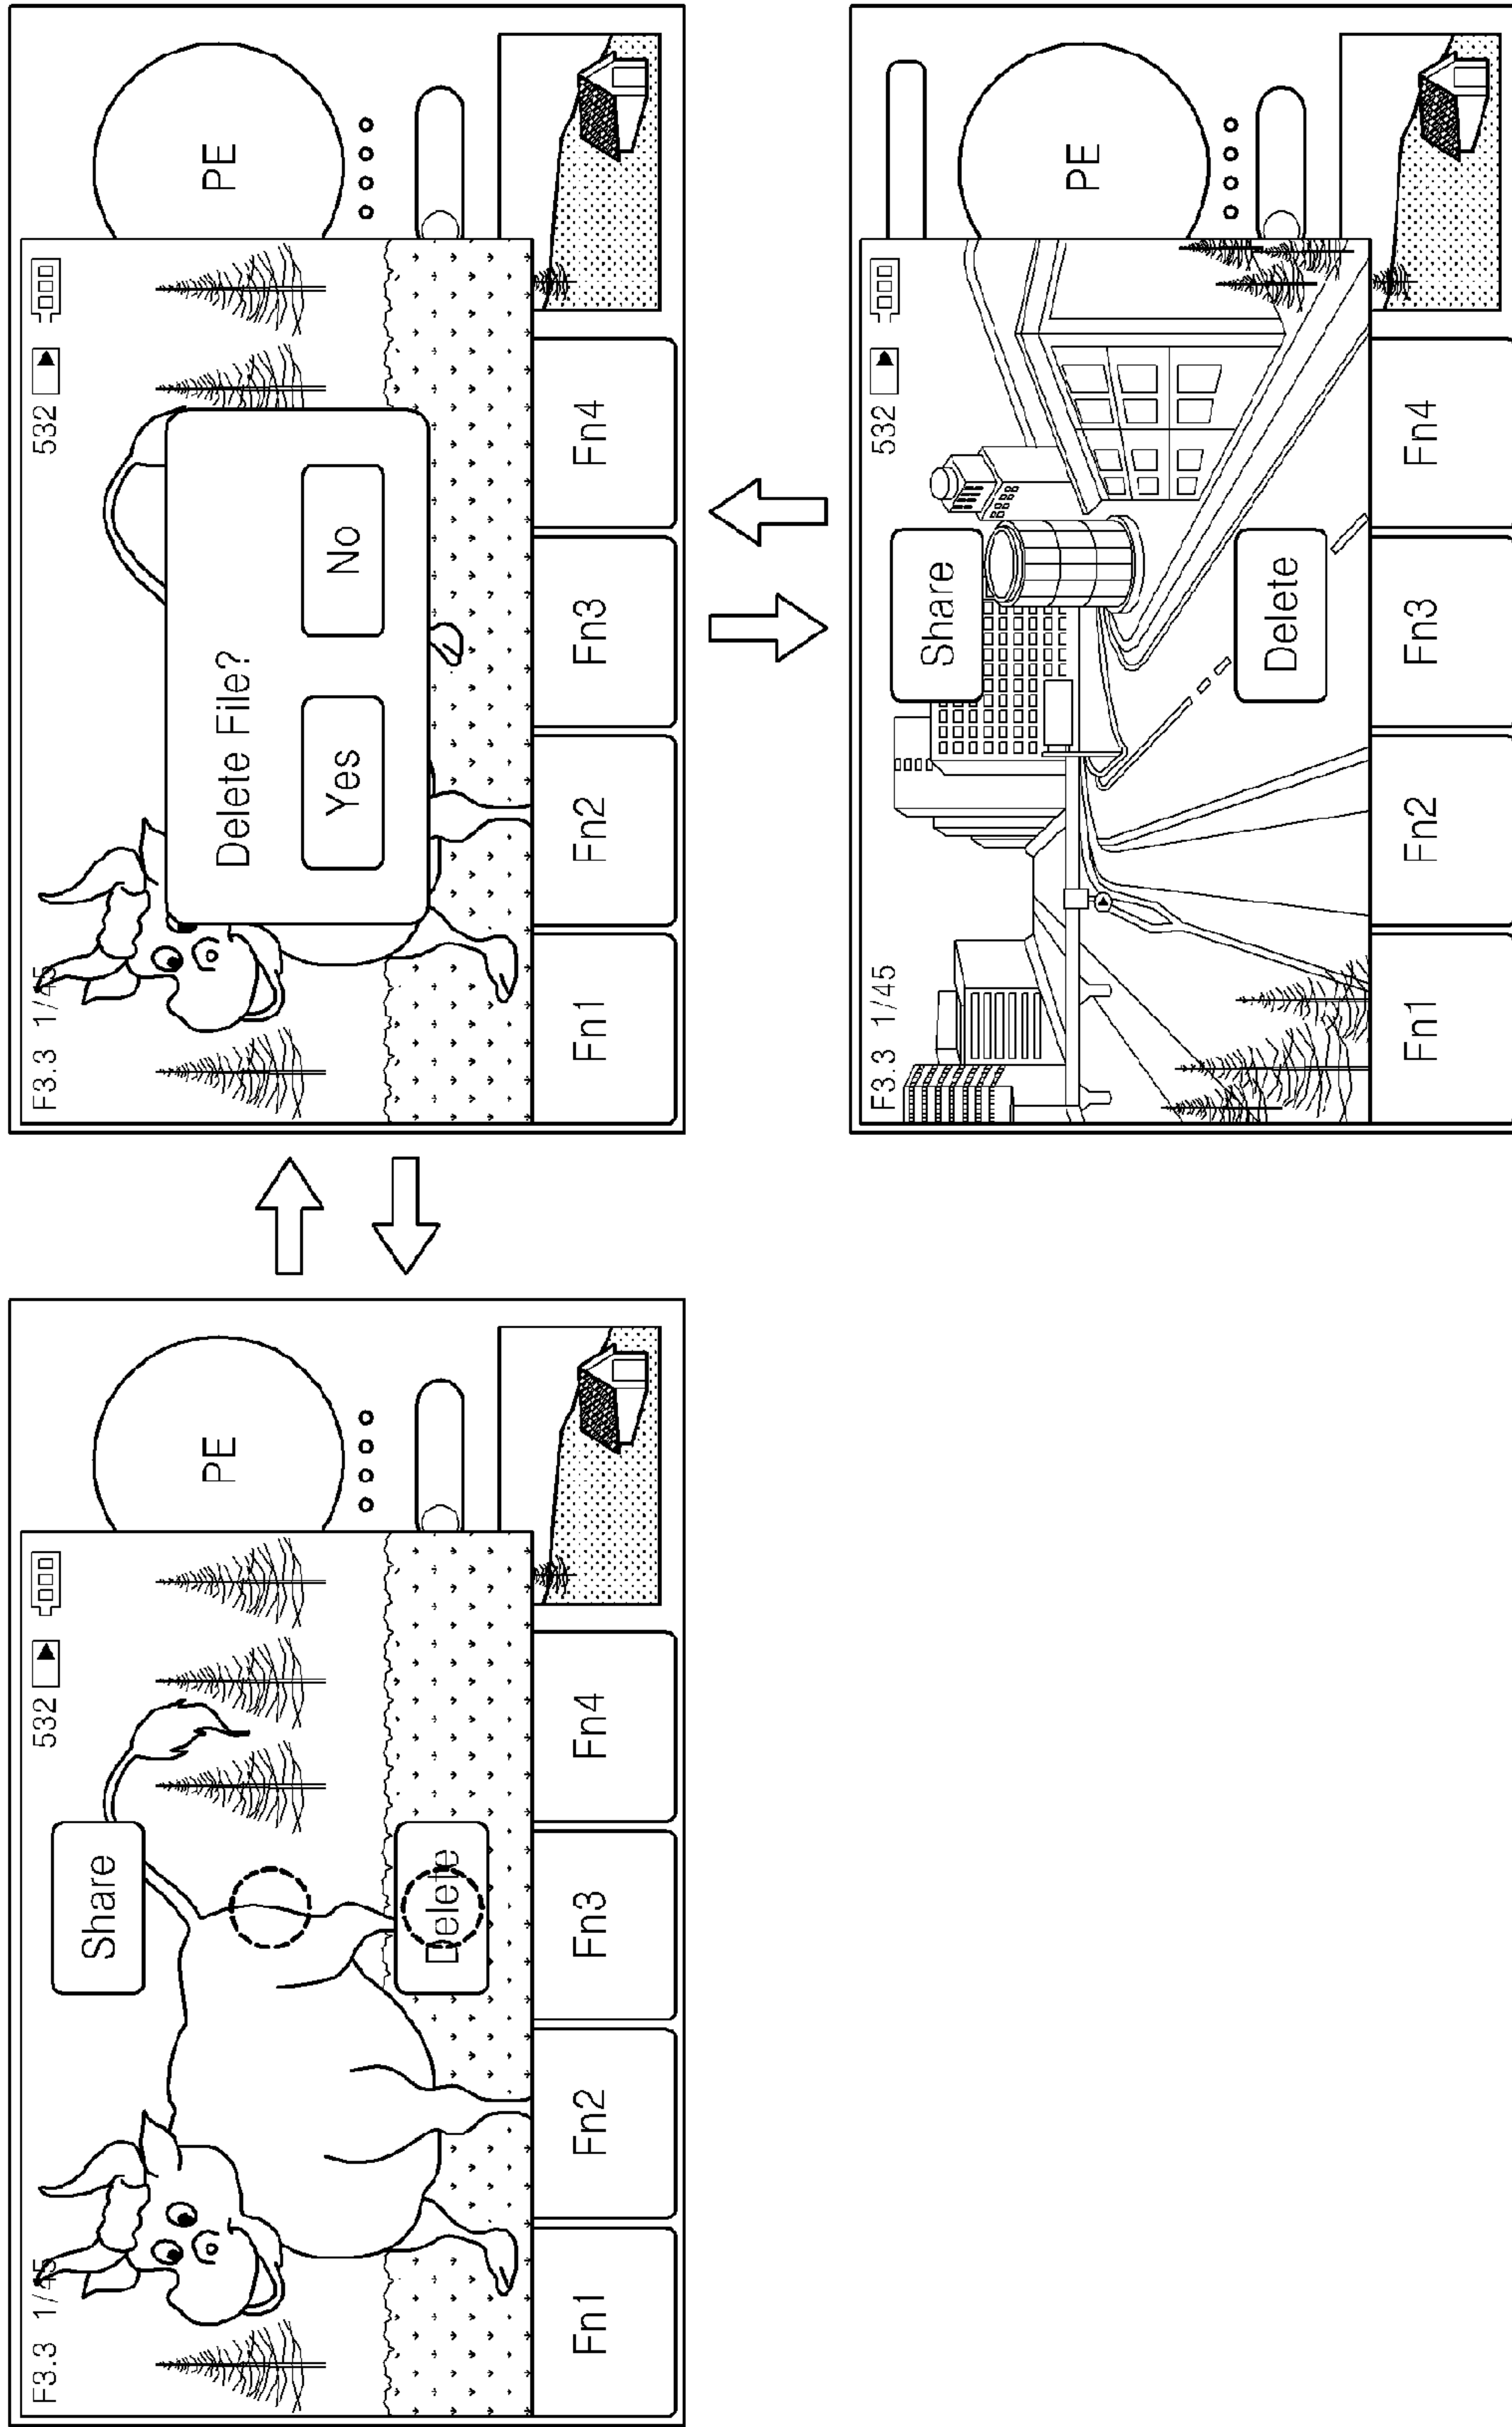 F3.3 1/45 532
Share
PE
Delete
Fn1 Fn2 Fn3 Fn4
F3.3 1/45 532
PE
Delete File?
Yes No
Fn1 Fn2 Fn3 Fn4
F3.3 1/45 532
Share
PE
Delete
Fn1 Fn2 Fn3 Fn4